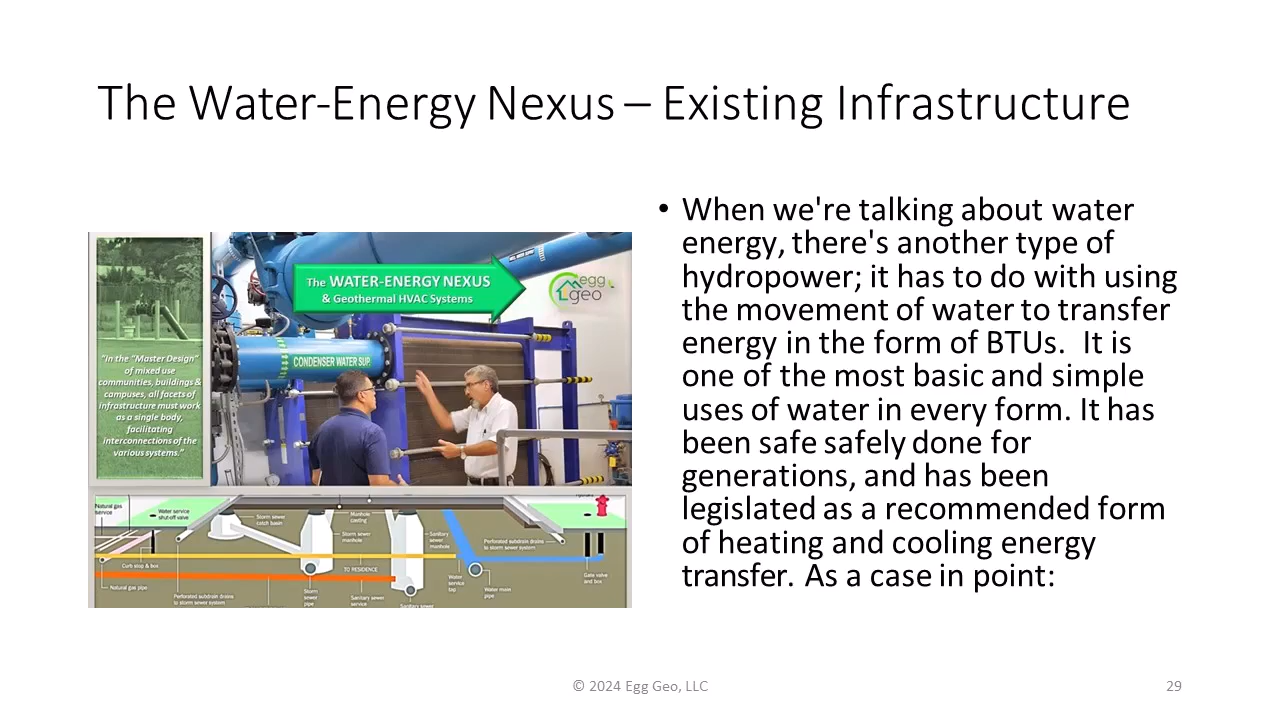 The Water-Energy Nexus – Existing Infrastructure
• When we're talking about water
energy, there's another type of
hydropower; it has to do with using
the movement of water to transfer
energy in the form of BTUs.  It is
one of the most basic and simple
uses of water in every form. It has
been safe safely done for
generations, and has been
legislated as a recommended form
of heating and cooling energy
transfer.  As a case in point:
The WATER-ENERGY NEXUS
& Geothermal HVAC Systems
egg
geo
CONDENSER WATER SUP.
"In the "Master Design"
of mixed use
communities, buildings &
campuses, all facets of
infrastructure must work
as a single body,
facilitating
interconnections of the
various systems."
Natural gas
service
Water service
shut-off valve
Storm sewer
catch basin
Manhole
casting
Storm sewer
manhole
Sanitary
sewer
manhole
Perforated subdrain drains
to storm sewer system
Curb stop & box
TO RESIDENCE
Natural gas pipe
Perforated subdrain drains
to storm sewer system
Storm
sewer
pipe
Sanitary sewer
service
Sanitary sewer
Water
service
tap
Water main
pipe
Gate valve
and box
© 2024 Egg Geo, LLC
29